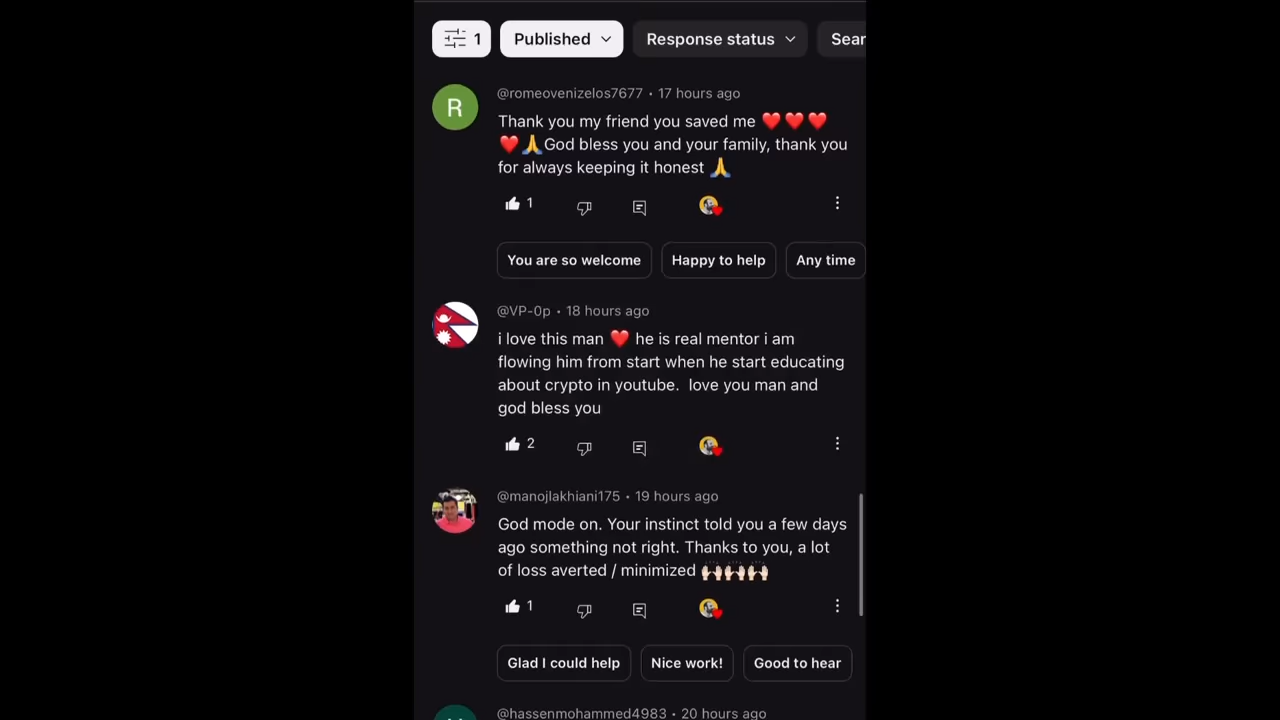 1 Published Response status Sear
@romeovenizelos7677 • 17 hours ago
R
Thank you my friend you saved me ❤️❤️❤️
❤️🙏God bless you and your family, thank you
for always keeping it honest 🙏
1
You are so welcome Happy to help Any time
@VP-0p • 18 hours ago
i love this man ❤️ he is real mentor i am
flowing him from start when he start educating
about crypto in youtube. love you man and
god bless you
2
@manojlakhiani175 • 19 hours ago
God mode on. Your instinct told you a few days
ago something not right. Thanks to you, a lot
of loss averted / minimized 🙌🏻🙌🏻🙌🏻
1
Glad I could help Nice work! Good to hear
@hassenmohammed4983 • 20 hours ago